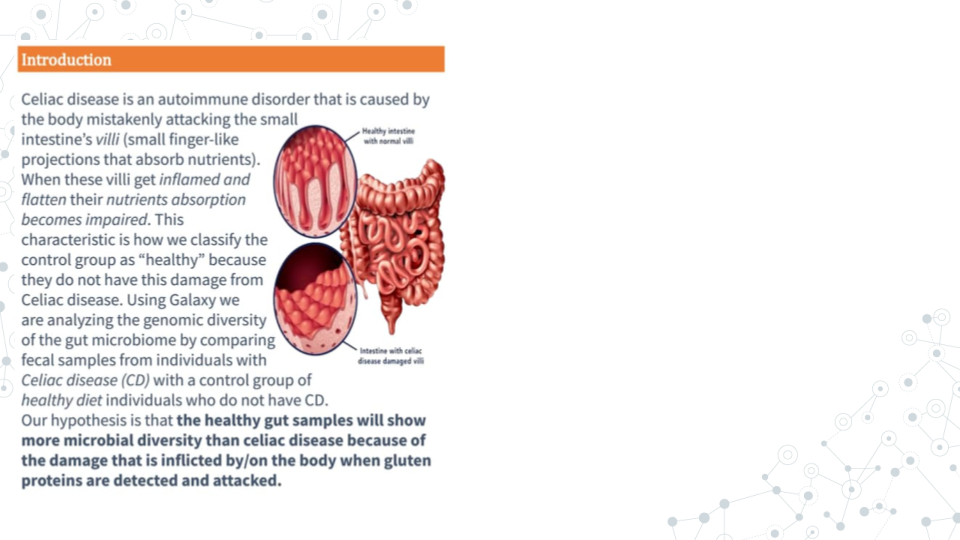 Introduction
Celiac disease is an autoimmune disorder that is caused by
the body mistakenly attacking the small
intestine's villi (small finger-like
projections that absorb nutrients).
When these villi get inflamed and
flatten their nutrients absorption
becomes impaired. This
characteristic is how we classify the
control group as “healthy” because
they do not have this damage from
Celiac disease. Using Galaxy we
are analyzing the genomic diversity
of the gut microbiome by comparing
fecal samples from individuals with
Celiac disease (CD) with a control group of
healthy diet individuals who do not have CD.
Our hypothesis is that the healthy gut samples will show
more microbial diversity than celiac disease because of
the damage that is inflicted by/on the body when gluten
proteins are detected and attacked.
Healthy intestine
with normal villi
Intestine with celiac
disease damaged villi